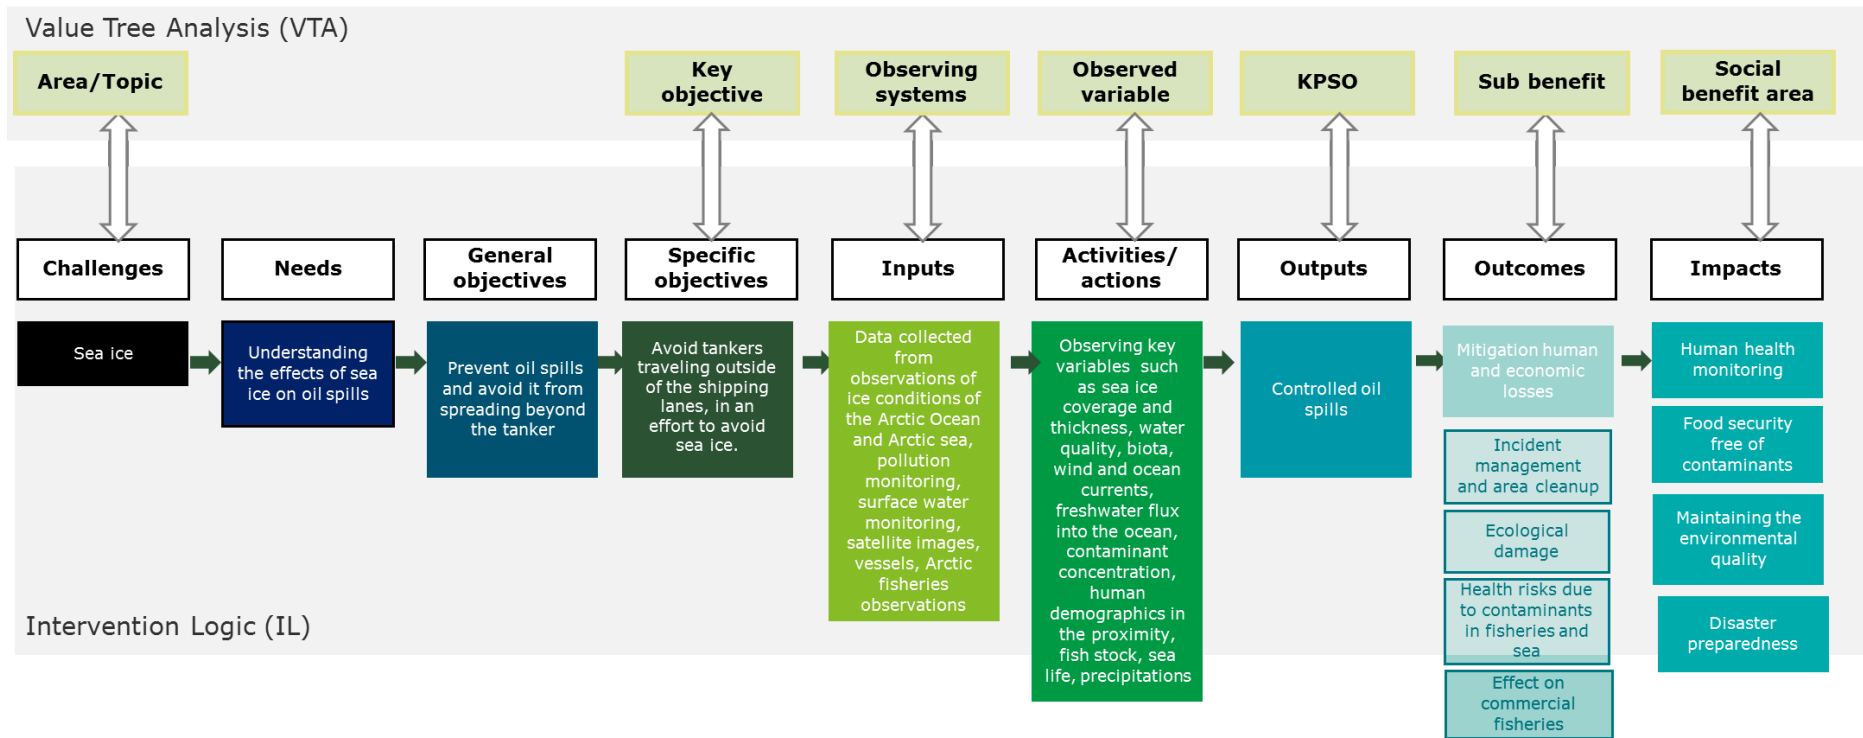 Value Tree Analysis (VTA)
Area/Topic
Key
objective
Observing
systems
Observed
variable
KPSO
Sub benefit
Social
benefit area
Challenges
Needs
General
objectives
Specific
objectives
Inputs
Activities/
actions
Outputs
Outcomes
Impacts
Sea ice
Understanding
the effects of sea
ice on oil spills
Prevent oil spills
and avoid it from
spreading beyond
the tanker
Avoid tankers
traveling outside
of the shipping
lanes, in an
effort to avoid
sea ice.
Data collected
from
observations of
ice conditions of
the Arctic Ocean
and Arctic sea,
pollution
monitoring,
surface water
monitoring,
satellite images,
vessels, Arctic
fisheries
observations
Observing key
variables such
as sea ice
coverage and
thickness, water
quality, biota,
wind and ocean
currents,
freshwater flux
into the ocean,
contaminant
concentration,
human
demographics in
the proximity,
fish stock, sea
life, precipitations
Controlled oil
spills
Mitigation human
and economic
losses
Incident
management
and area cleanup
Ecological
damage
Health risks due
to contaminants
in fisheries and
sea
Effect on
commercial
fisheries
Human health
monitoring
Food security
free of
contaminants
Maintaining the
environmental
quality
Disaster
preparedness
Intervention Logic (IL)